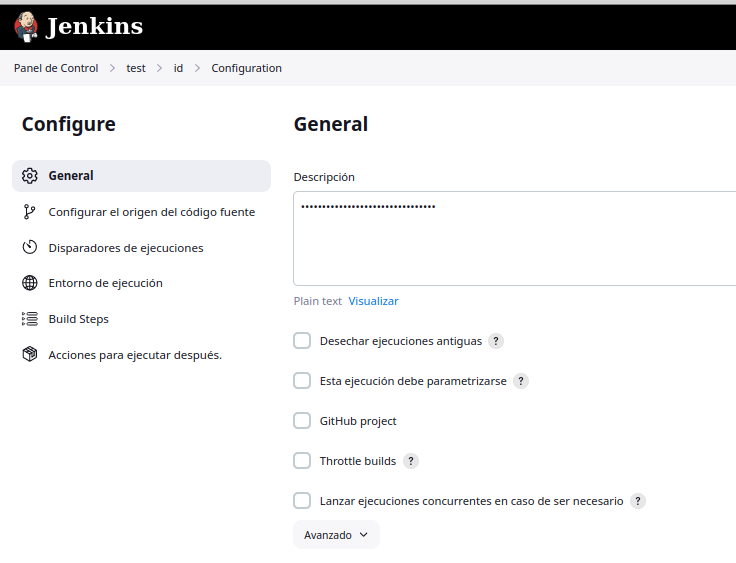 Jenkins
Panel de Control > test > id > Configuration
Configure
General
Configurar el origen del código fuente
Disparadores de ejecuciones
Entorno de ejecución
Build Steps
Acciones para ejecutar después.
General
Descripción
••••••••••••••••••••••••••••••••
Plain text Visualizar
Desechar ejecuciones antiguas ?
Esta ejecución debe parametrizarse ?
GitHub project
Throttle builds ?
Lanzar ejecuciones concurrentes en caso de ser necesario ?
Avanzado